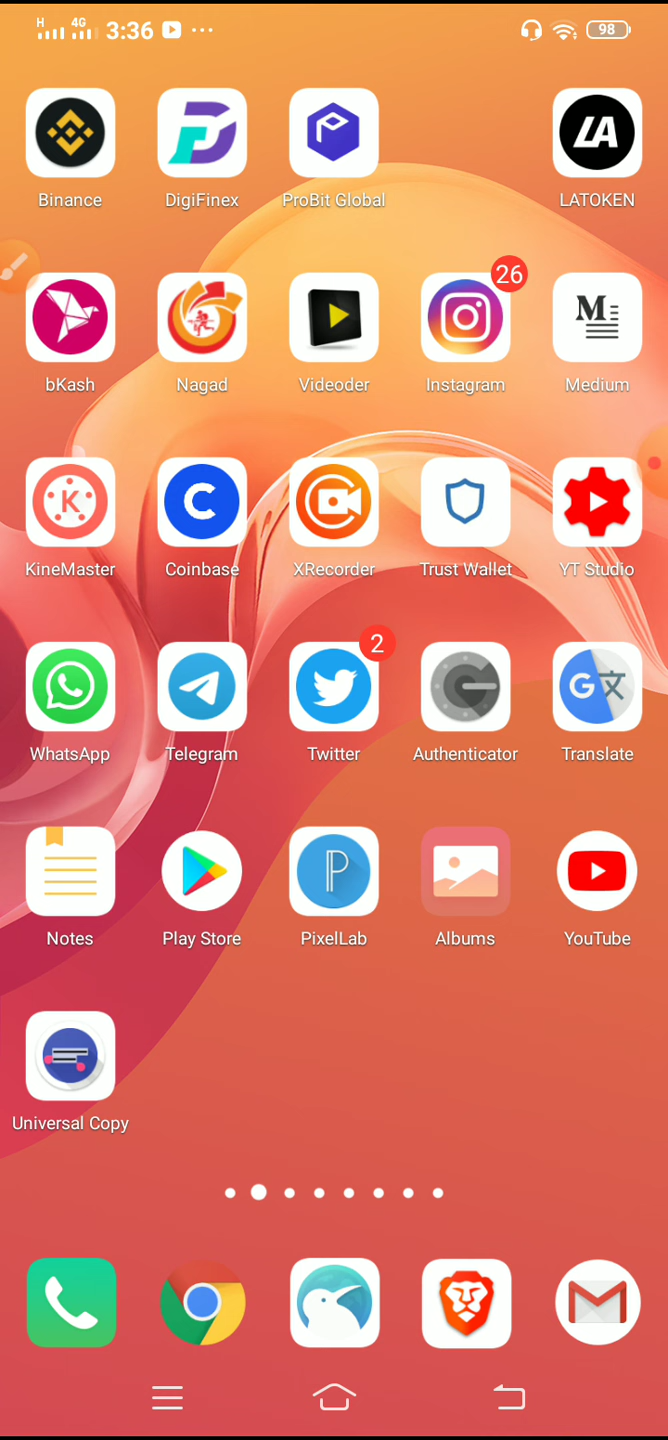 H 4G 3:36 98
Binance DigiFinex ProBit Global LATOKEN
26
bKash Nagad Videoder Instagram Medium
KineMaster Coinbase XRecorder Trust Wallet YT Studio
2
WhatsApp Telegram Twitter Authenticator Translate
Notes Play Store PixelLab Albums YouTube
Universal Copy